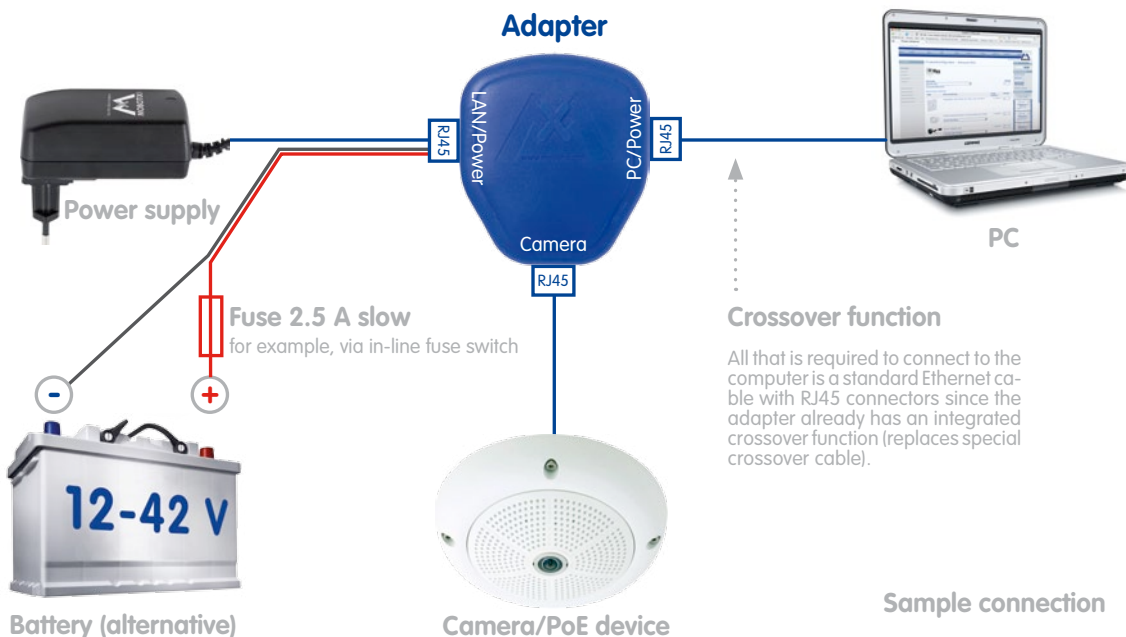 Adapter
LAN/Power
RJ45
PC/Power
RJ45
Camera
RJ45
Power supply
PC
Fuse 2.5 A slow
for example, via in-line fuse switch
-
+
12-42 V
Battery (alternative)
Camera/PoE device
Crossover function
All that is required to connect to the
computer is a standard Ethernet ca-
ble with RJ45 connectors since the
adapter already has an integrated
crossover function (replaces special
crossover cable).
Sample connection